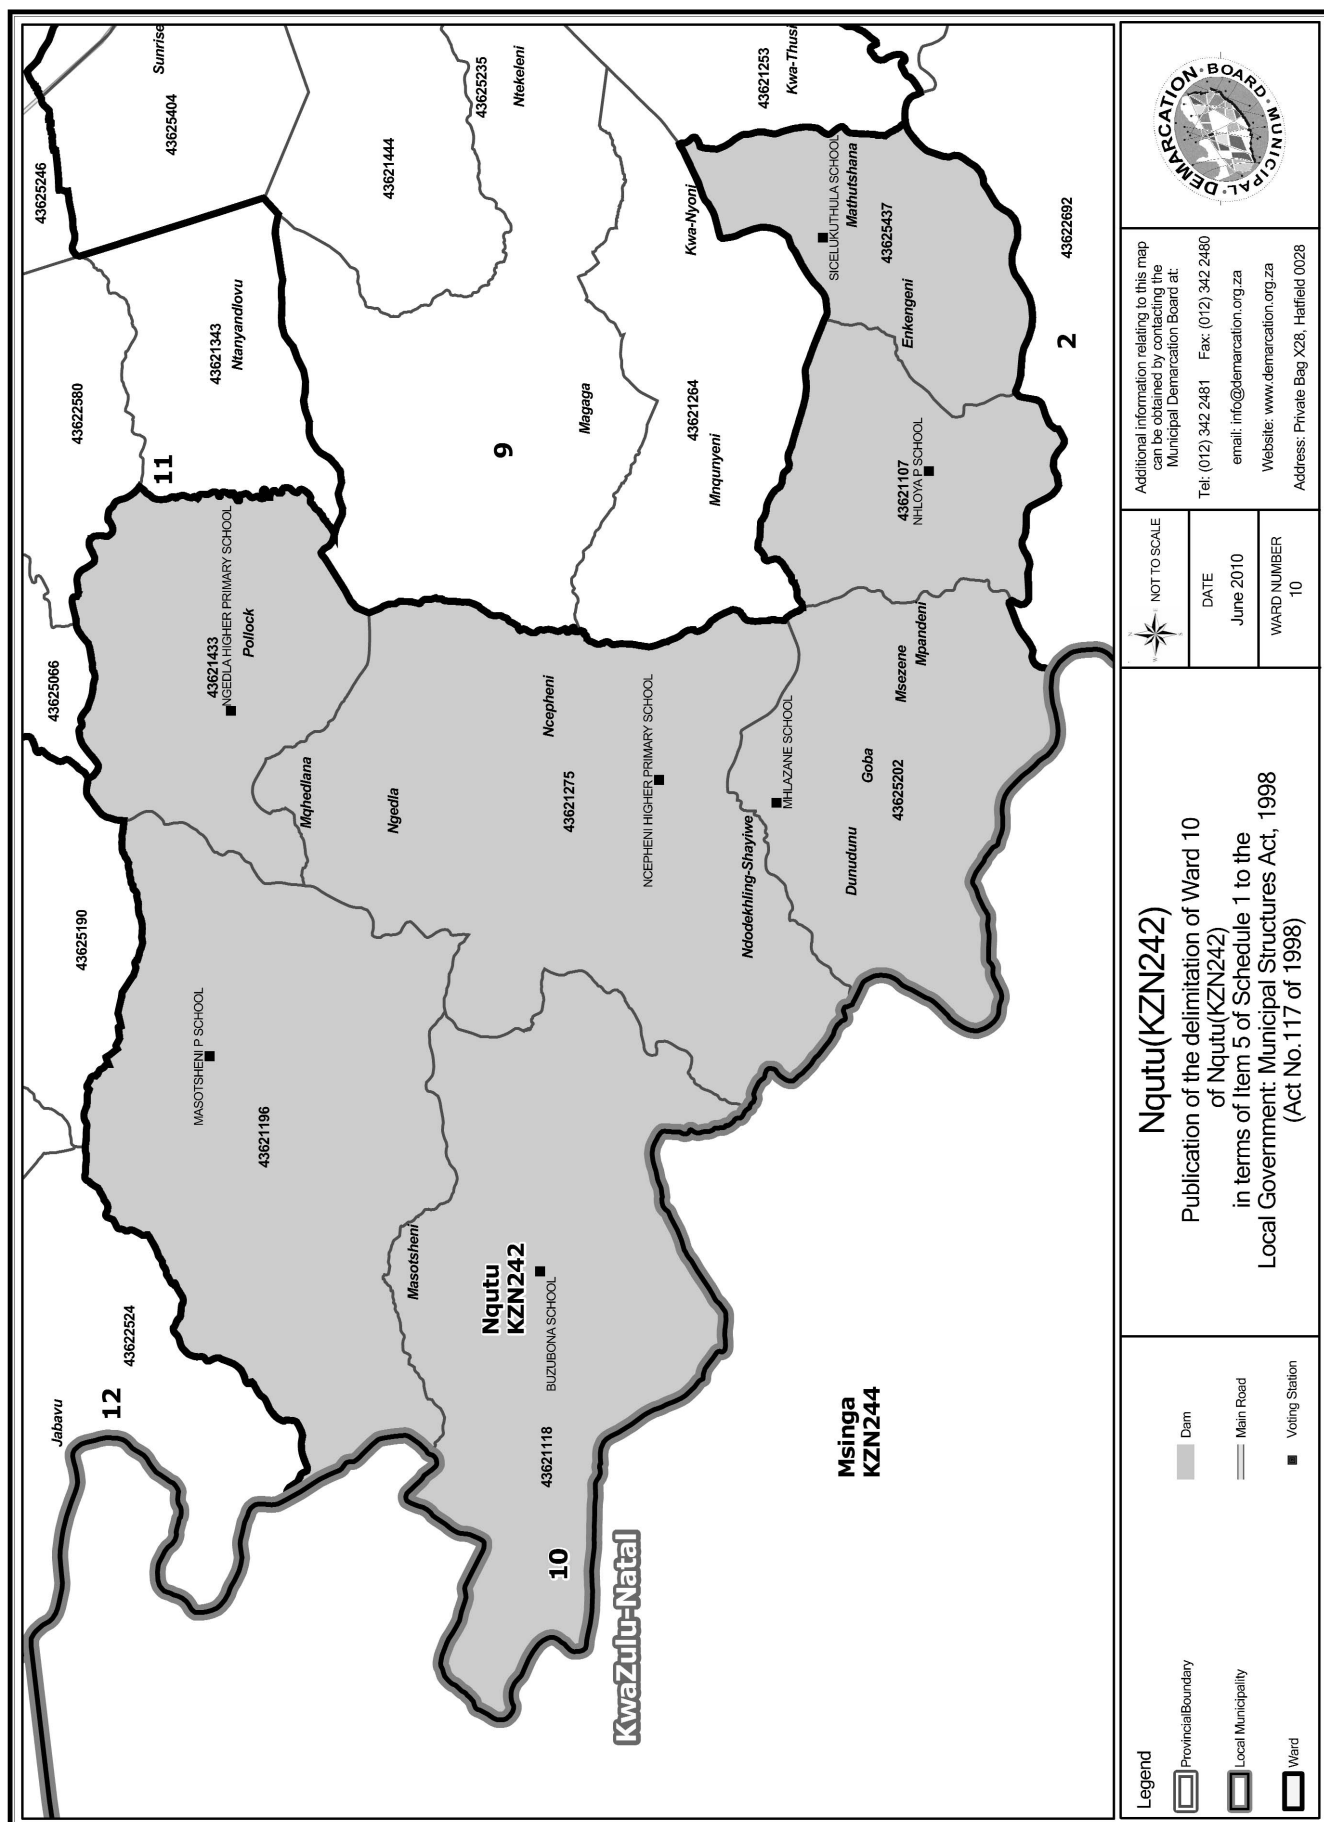 Jabavu
12
43622524
43625190
43625066
43622580
43625246
Sunrise
43625404
11
43621343
Ntanyandlovu
43621444
43625235
Ntekeleni
9
Magaga
43621264
Mnqunyeni
Kwa-Nyoni
43621253
Kwa-Thusi
MASOTSHENI P SCHOOL
43621196
Masotsheni
43621433
NGEDLA HIGHER PRIMARY SCHOOL
Pollock
Mqhedlana
Ngedla
Ncepheni
43621275
NCEPHENI HIGHER PRIMARY SCHOOL
Nqutu
KZN242
BUZUBONA SCHOOL
43621118
10
KwaZulu-Natal
Msinga
KZN244
Ndodekhling-Shayiwe
MHLAZANE SCHOOL
Dunudunu
Goba
43625202
Msezene
Mpandeni
43621107
NHLOYA P SCHOOL
SICELUKUTHULA SCHOOL
Mathutshana
43625437
Enkengeni
2
43622692
Legend
ProvincialBoundary
Local Municipality
Ward
Dam
Main Road
Voting Station
Nqutu(KZN242)
Publication of the delimitation of Ward 10
of Nqutu(KZN242)
in terms of Item 5 of Schedule 1 to the
Local Government: Municipal Structures Act, 1998
(Act No.117 of 1998)
NOT TO SCALE
DATE
June 2010
WARD NUMBER
10
Additional information relating to this map
can be obtained by contacting the
Municipal Demarcation Board at:
Tel: (012) 342 2481 Fax: (012) 342 2480
email: info@demarcation.org.za
Website: www.demarcation.org.za
Address: Private Bag X28, Hatfield 0028
MUNICIPAL · DEMARCATION · BOARD ·